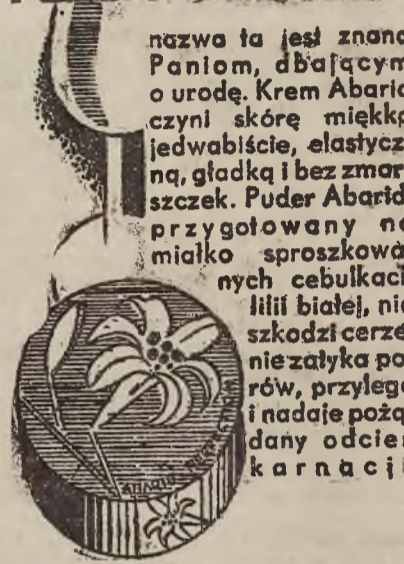 nazwa ta jest znana
Paniom, dbającym
o urodę. Krem Abarid
czyni skórę miękką
jedwabiście, elastycz
ną, gładką i bez zmar
szczek. Puder Abarid
przygotowany na
miałko sproszkowa
nych cebulkach
lilii białej, nie
szkodzi cerze
nie zatyka po
rów, przylega
i nadaje pożą
dany odcień
karnacji
ABARID